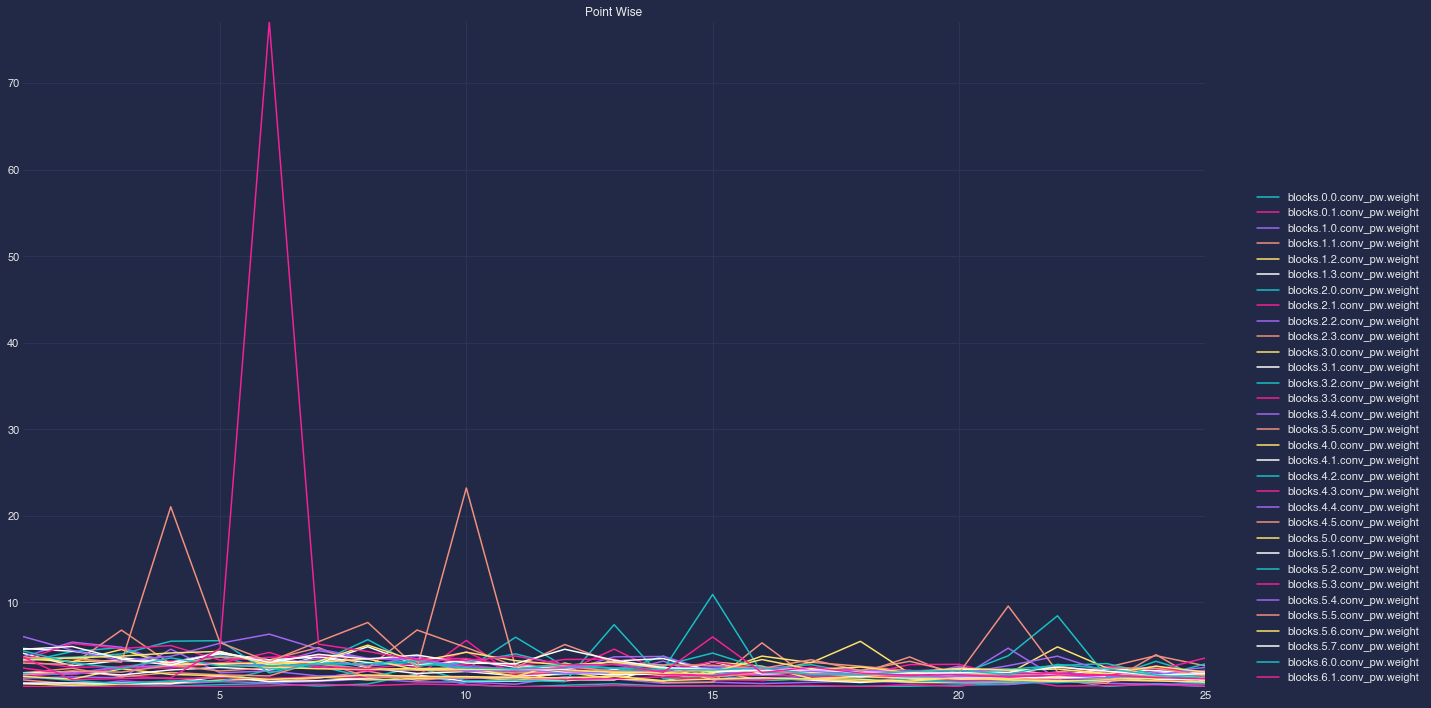 Point Wise
70
60
50
40
30
20
10
5
10
15
20
25
blocks.0.0.conv_pw.weight
blocks.0.1.conv_pw.weight
blocks.1.0.conv_pw.weight
blocks.1.1.conv_pw.weight
blocks.1.2.conv_pw.weight
blocks.1.3.conv_pw.weight
blocks.2.0.conv_pw.weight
blocks.2.1.conv_pw.weight
blocks.2.2.conv_pw.weight
blocks.2.3.conv_pw.weight
blocks.3.0.conv_pw.weight
blocks.3.1.conv_pw.weight
blocks.3.2.conv_pw.weight
blocks.3.3.conv_pw.weight
blocks.3.4.conv_pw.weight
blocks.3.5.conv_pw.weight
blocks.4.0.conv_pw.weight
blocks.4.1.conv_pw.weight
blocks.4.2.conv_pw.weight
blocks.4.3.conv_pw.weight
blocks.4.4.conv_pw.weight
blocks.4.5.conv_pw.weight
blocks.5.0.conv_pw.weight
blocks.5.1.conv_pw.weight
blocks.5.2.conv_pw.weight
blocks.5.3.conv_pw.weight
blocks.5.4.conv_pw.weight
blocks.5.5.conv_pw.weight
blocks.5.6.conv_pw.weight
blocks.5.7.conv_pw.weight
blocks.6.0.conv_pw.weight
blocks.6.1.conv_pw.weight